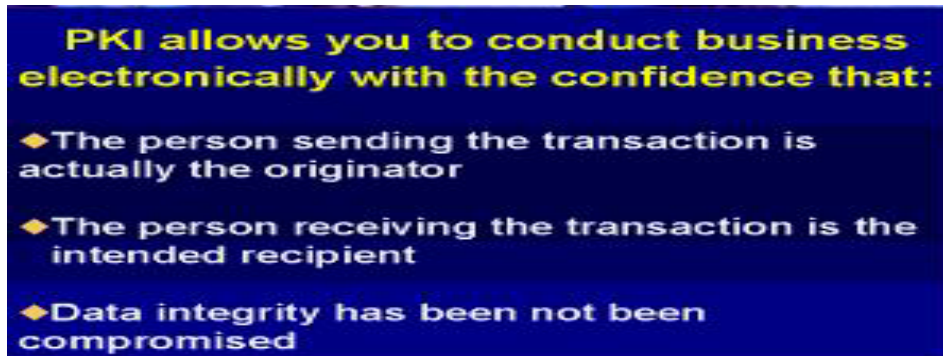 PKI allows you to conduct business
electronically with the confidence that:
◆The person sending the transaction is
actually the originator
◆The person receiving the transaction is the
intended recipient
◆Data integrity has been not been
compromised